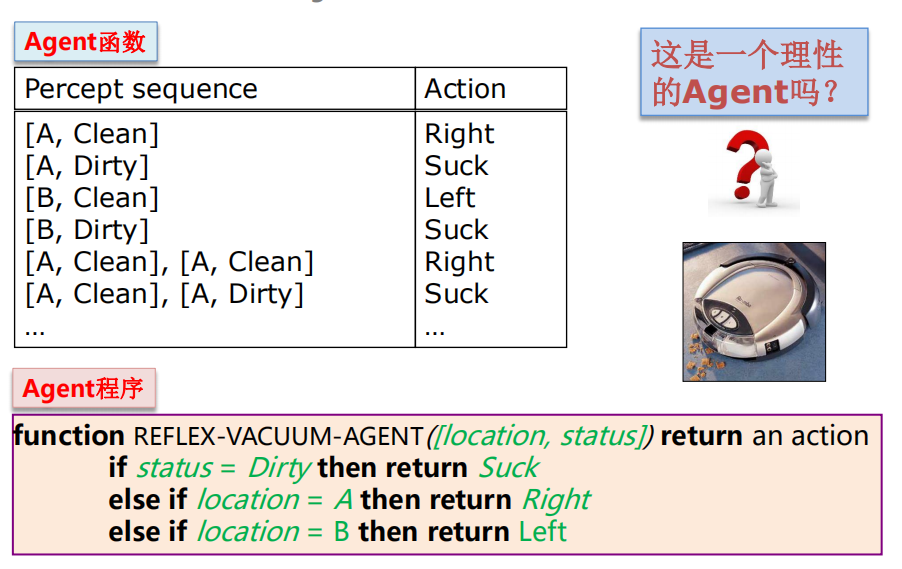 Agent函数
这是一个理性
的Agent吗?
Percept sequence Action
[A, Clean] Right
[A, Dirty] Suck
[B, Clean] Left
[B, Dirty] Suck
[A, Clean], [A, Clean] Right
[A, Clean], [A, Dirty] Suck
… …
Agent程序
function REFLEX-VACUUM-AGENT([location, status]) return an action
if status = Dirty then return Suck
else if location = A then return Right
else if location = B then return Left